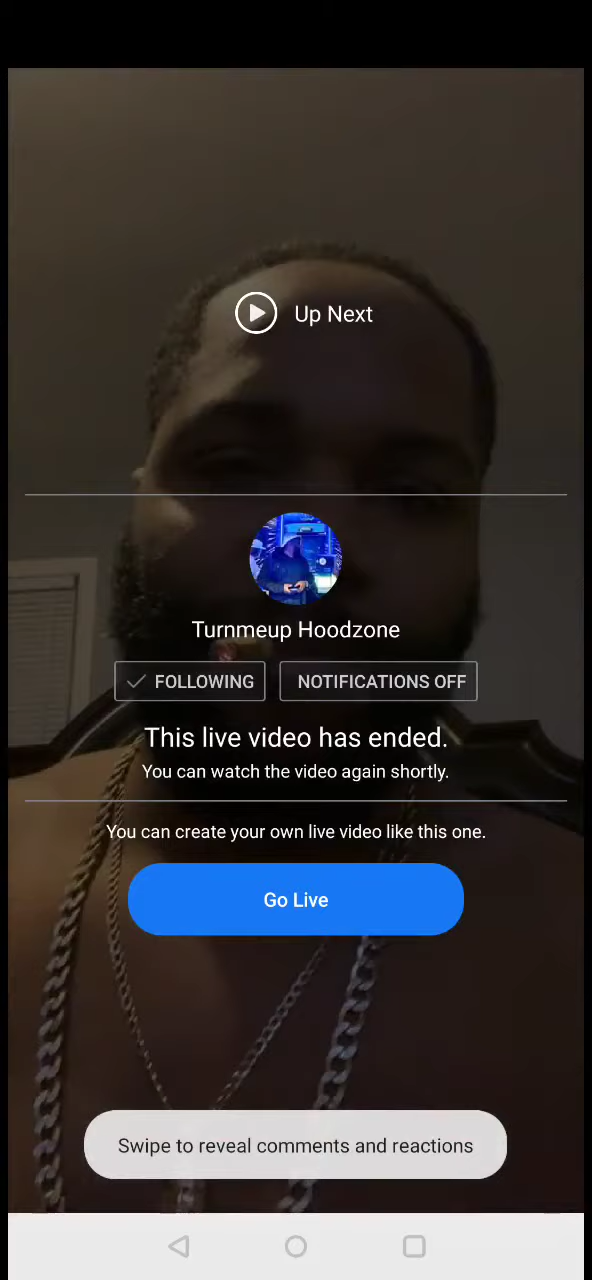 Up Next
Turnmeup Hoodzone
FOLLOWING
NOTIFICATIONS OFF
This live video has ended.
You can watch the video again shortly.
You can create your own live video like this one.
Go Live
Swipe to reveal comments and reactions